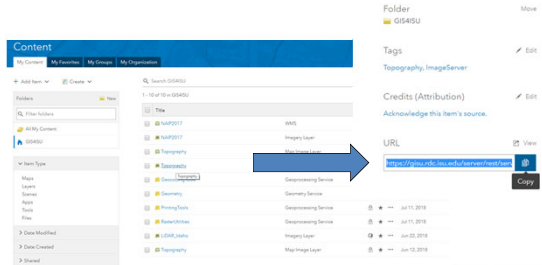 Content
My Content My Favorites My Groups My Organization
+ Add Item Create
Search GIS4ISU
Folders New
1 - 10 of 10 in GIS4ISU
Filter folders
Title
All My Content
NAIP2017 WMS
GIS4ISU
NAIP2017 Imagery Layer
Topography Map Image Layer
Item Type
Topography
Maps
Topography
Geoprocessing Service
Layers
Geometry Geometry Service
Scenes
Apps
PrintingTools Geoprocessing Service Jul 11, 2018
Tools
Files
RasterUtilities Geoprocessing Service Jul 11, 2018
Date Modified
LiDAR_Idaho Imagery Layer Jun 25, 2018
Date Created
Topography Map Image Layer Jun 12, 2018
Shared
Folder Move
GIS4ISU
Tags Edit
Topography, ImageServer
Credits (Attribution) Edit
Acknowledge this item's source.
URL View
https://gisu.rdc.isu.edu/server/rest/serv
Copy